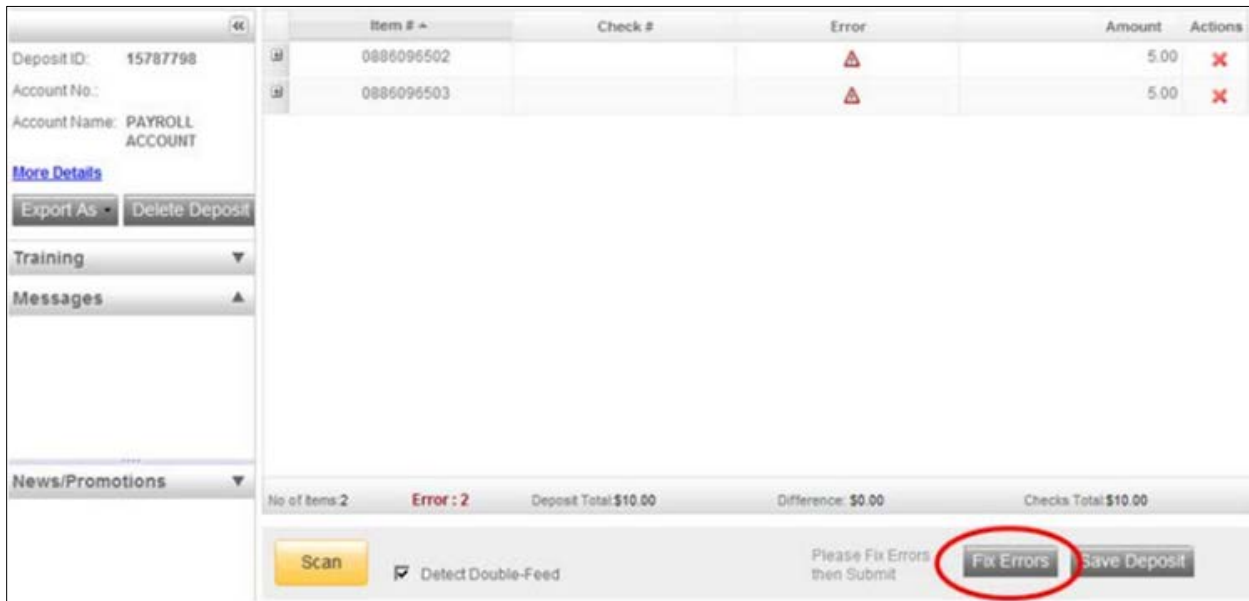 Deposit ID: 15787798
Account No.:
Account Name: PAYROLL
ACCOUNT
More Details
Export As Delete Deposit
Training
Messages
News/Promotions
Item # Check # Error Amount Actions
0886096502 5.00
0886096503 5.00
No of Items:2 Error : 2 Deposit Total:$10.00 Difference: $0.00 Checks Total:$10.00
Scan Detect Double-Feed
Please Fix Errors
then Submit
Fix Errors Save Deposit